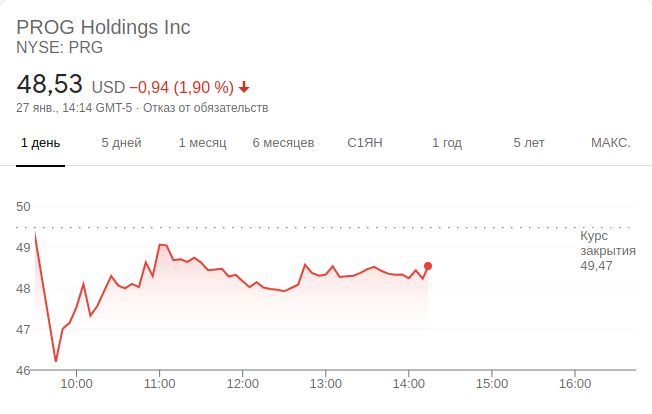 PROG Holdings Inc
NYSE: PRG
48,53 USD −0,94 (1,90 %)
27 янв., 14:14 GMT-5 · Отказ от обязательств
1 день 5 дней 1 месяц 6 месяцев С1ЯН 1 год 5 лет МАКС.
50
49
48
47
46
Курс
закрытия
49,47
10:00 11:00 12:00 13:00 14:00 15:00 16:00